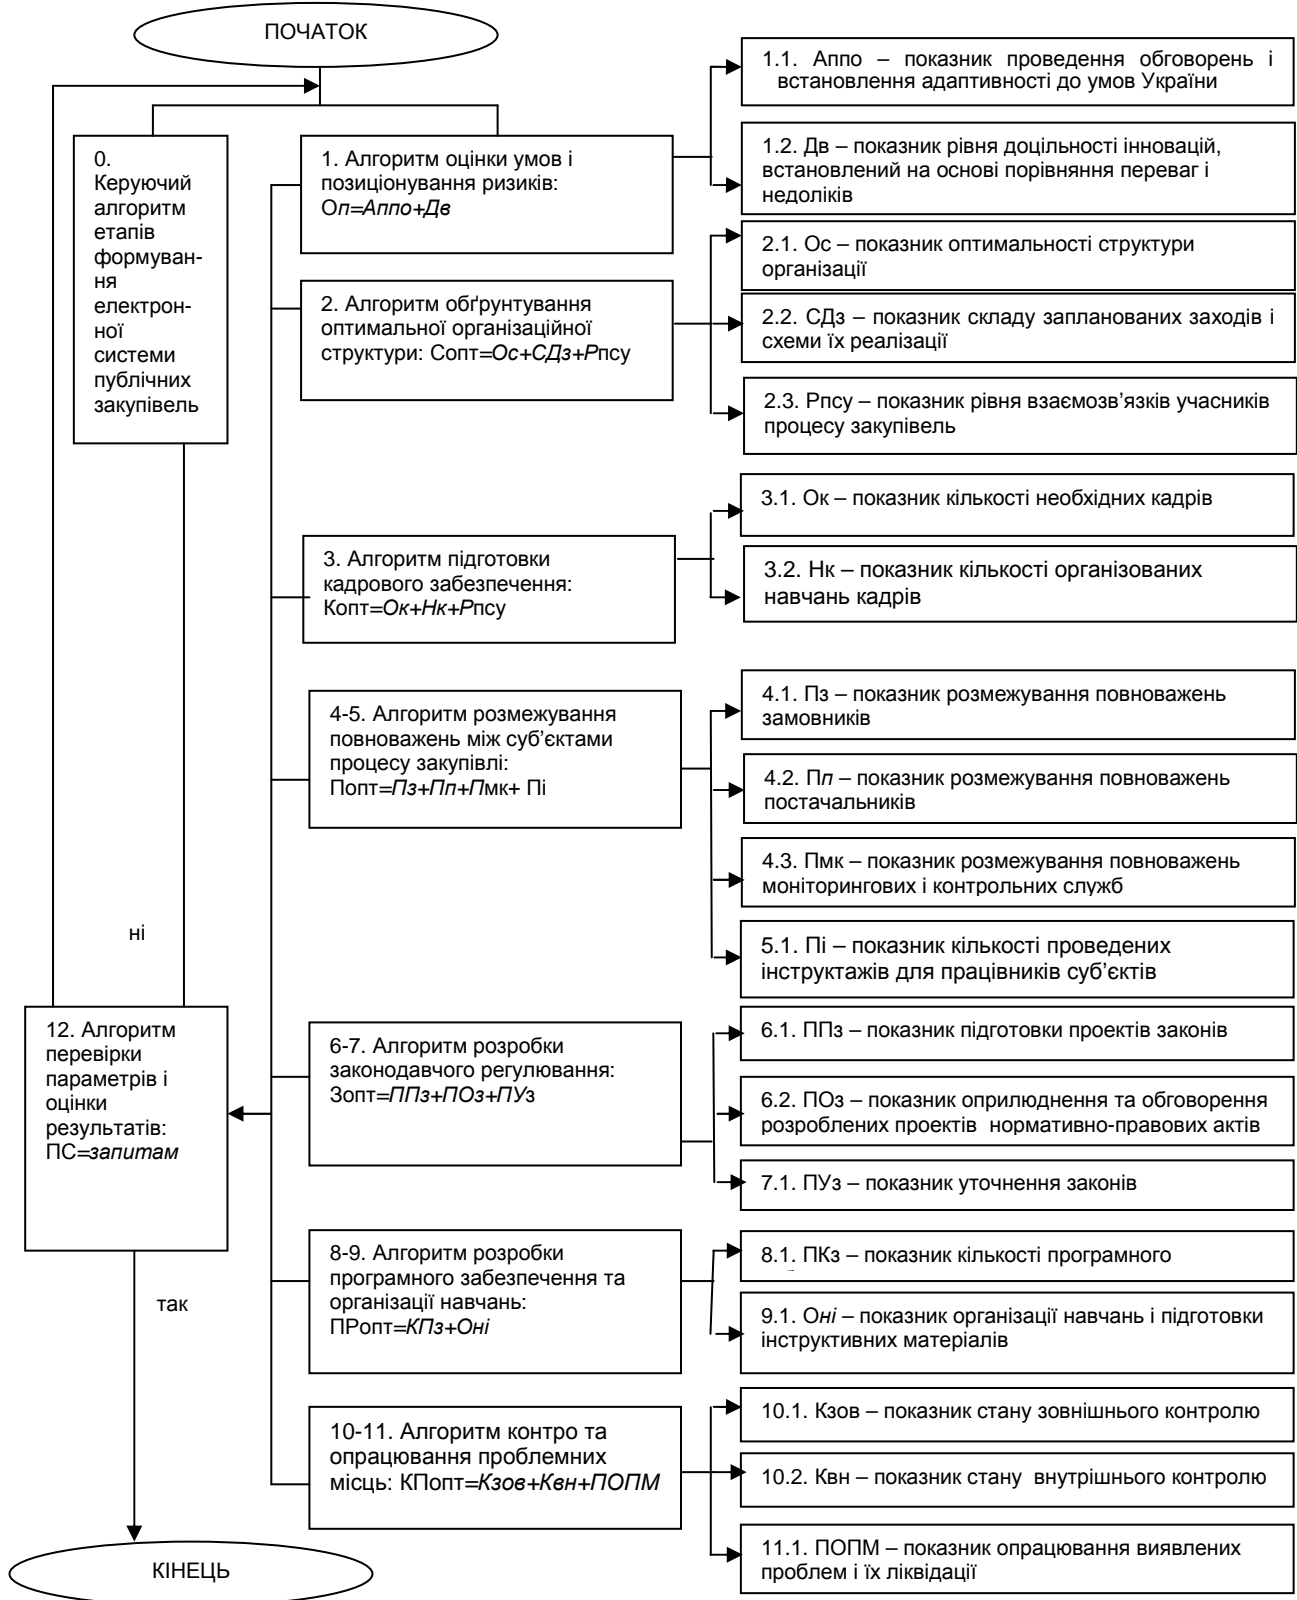 ПОЧАТОК
0.
Керуючий
алгоритм
етапів
формуван-
ня
електрон-
ної
системи
публічних
закупівель
1. Алгоритм оцінки умов і
позиціонування ризиків:
Оп=Аппо+Дв
1.1. Аппо – показник проведення обговорень і
встановлення адаптивності до умов України
1.2. Дв – показник рівня доцільності інновацій,
встановлений на основі порівняння переваг і
недоліків
2. Алгоритм обґрунтування
оптимальної організаційної
структури: Сопт=Ос+СДз+Рпсу
2.1. Ос – показник оптимальності структури
організації
2.2. СДз – показник складу запланованих заходів і
схеми їх реалізації
2.3. Рпсу – показник рівня взаємозв’язків учасників
процесу закупівель
3. Алгоритм підготовки
кадрового забезпечення:
Копт=Ок+Нк+Рпсу
3.1. Ок – показник кількості необхідних кадрів
3.2. Нк – показник кількості організованих
навчань кадрів
4-5. Алгоритм розмежування
повноважень між суб’єктами
процесу закупівлі:
Попт=Пз+Пп+Пмк+ Пі
4.1. Пз – показник розмежування повноважень
замовників
4.2. Пп – показник розмежування повноважень
постачальників
4.3. Пмк – показник розмежування повноважень
моніторингових і контрольних служб
5.1. Пі – показник кількості проведених
інструктажів для працівників суб’єктів
ні
12. Алгоритм
перевірки
параметрів і
оцінки
результатів:
ПС=запитам
6-7. Алгоритм розробки
законодавчого регулювання:
Зопт=ППз+ПОз+ПУз
6.1. ППз – показник підготовки проектів законів
6.2. ПОз – показник оприлюднення та обговорення
розроблених проектів нормативно-правових актів
7.1. ПУз – показник уточнення законів
8-9. Алгоритм розробки
програмного забезпечення та
організації навчань:
ПРопт=КПз+Оні
8.1. ПКз – показник кількості програмного
9.1. Оні – показник організації навчань і підготовки
інструктивних матеріалів
так
10-11. Алгоритм контро та
опрацювання проблемних
місць: КПопт=Кзов+Квн+ПОПМ
10.1. Кзов – показник стану зовнішнього контролю
10.2. Квн – показник стану внутрішнього контролю
11.1. ПОПМ – показник опрацювання виявлених
проблем і їх ліквідації
КІНЕЦЬ